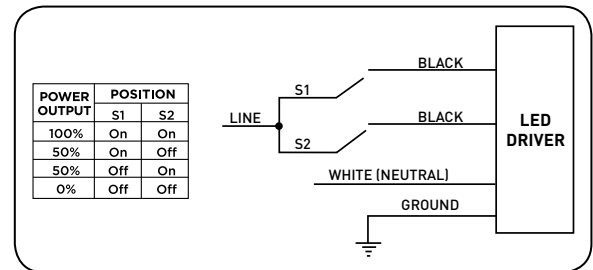 POWER OUTPUT POSITION
S1 S2
100% On On
50% On Off
50% Off On
0% Off Off
LINE
S1
S2
BLACK
BLACK
WHITE (NEUTRAL)
GROUND
LED
DRIVER